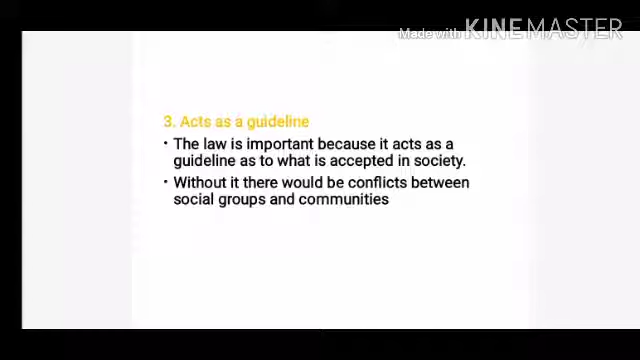 Made with KINEMASTER
3. Acts as a guideline
• The law is important because it acts as a
guideline as to what is accepted in society.
• Without it there would be conflicts between
social groups and communities